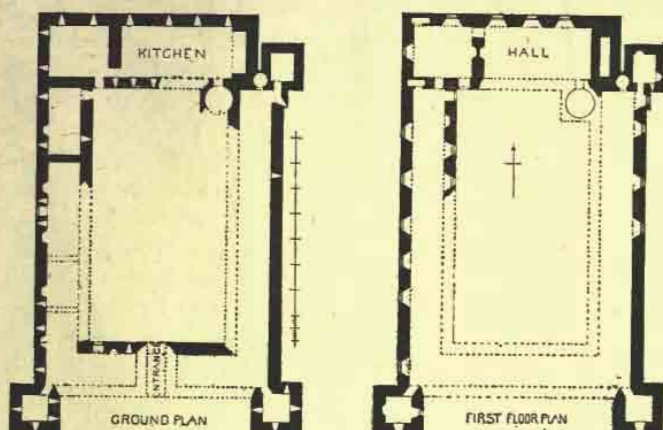 KITCHEN
HALL
ENTRANCE
GROUND PLAN
FIRST FLOOR PLAN